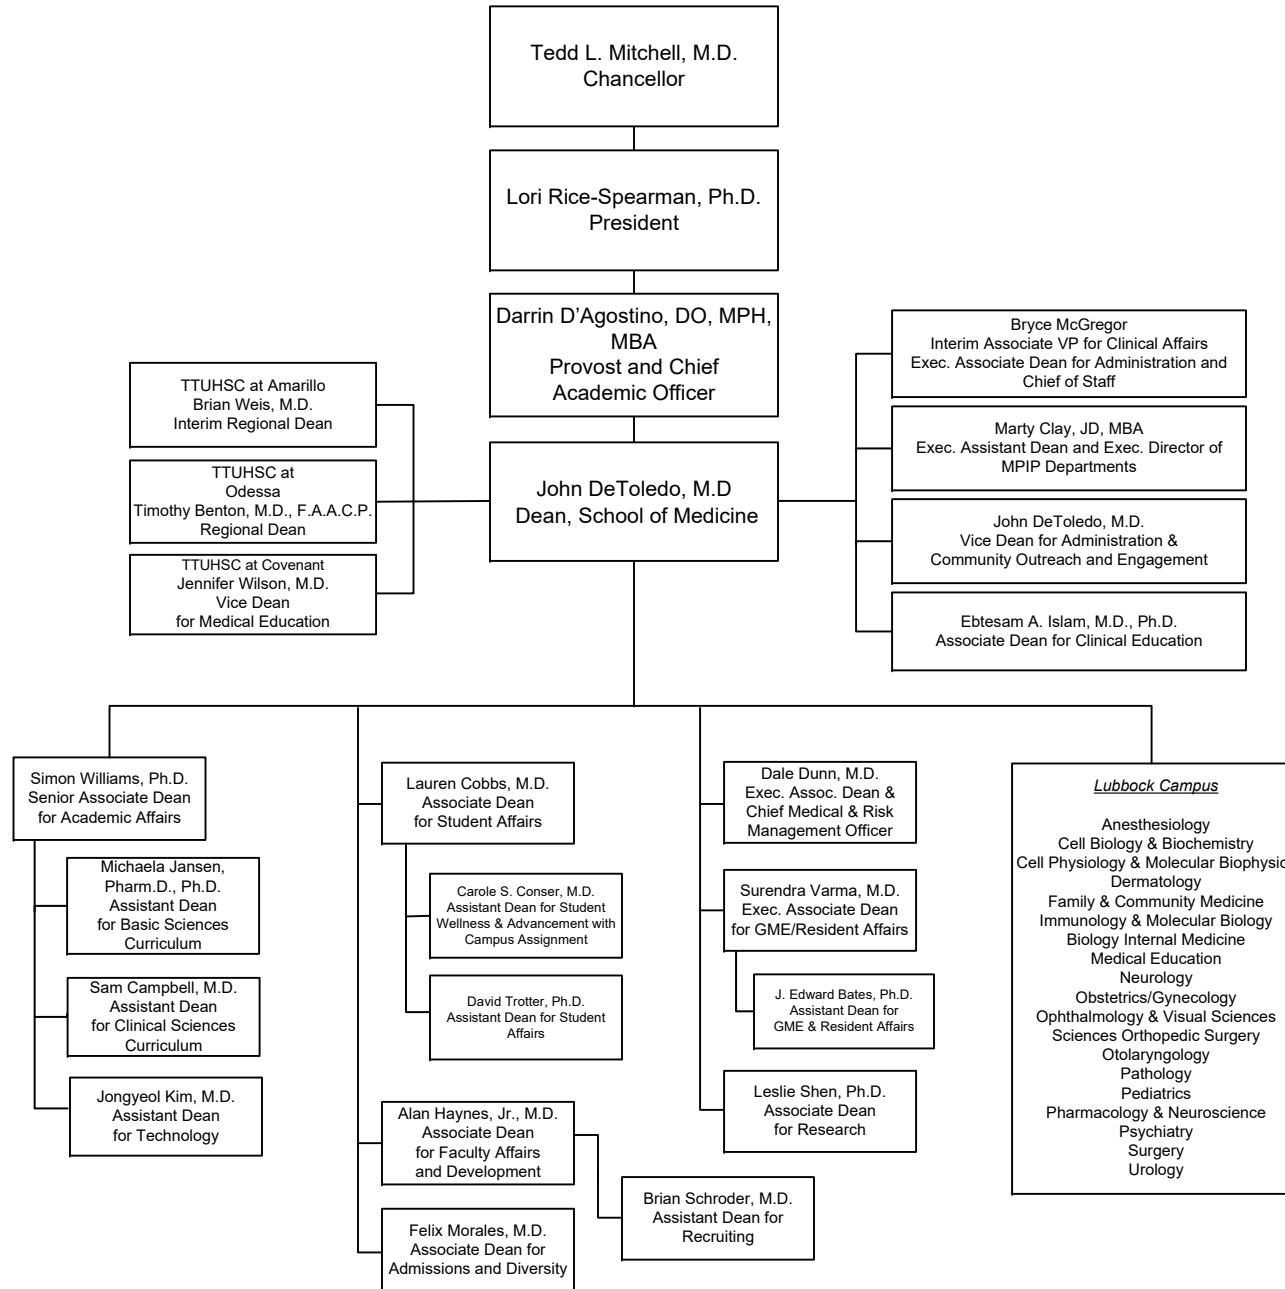 Tedd L. Mitchell, M.D.
Chancellor
Lori Rice-Spearman, Ph.D.
President
Darrin D’Agostino, DO, MPH,
MBA
Provost and Chief
Academic Officer
TTUHSC at Amarillo
Brian Weis, M.D.
Interim Regional Dean
TTUHSC at
Odessa
Timothy Benton, M.D., F.A.A.C.P.
Regional Dean
TTUHSC at Covenant
Jennifer Wilson, M.D.
Vice Dean
for Medical Education
John DeToledo, M.D
Dean, School of Medicine
Bryce McGregor
Interim Associate VP for Clinical Affairs
Exec. Associate Dean for Administration and
Chief of Staff
Marty Clay, JD, MBA
Exec. Assistant Dean and Exec. Director of
MPIP Departments
John DeToledo, M.D.
Vice Dean for Administration &
Community Outreach and Engagement
Ebtesam A. Islam, M.D., Ph.D.
Associate Dean for Clinical Education
Simon Williams, Ph.D.
Senior Associate Dean
for Academic Affairs
Michaela Jansen,
Pharm.D., Ph.D.
Assistant Dean
for Basic Sciences
Curriculum
Sam Campbell, M.D.
Assistant Dean
for Clinical Sciences
Curriculum
Jongyeol Kim, M.D.
Assistant Dean
for Technology
Lauren Cobbs, M.D.
Associate Dean
for Student Affairs
Carole S. Conser, M.D.
Assistant Dean for Student
Wellness & Advancement with
Campus Assignment
David Trotter, Ph.D.
Assistant Dean for Student
Affairs
Alan Haynes, Jr., M.D.
Associate Dean
for Faculty Affairs
and Development
Brian Schroder, M.D.
Assistant Dean for
Recruiting
Felix Morales, M.D.
Associate Dean for
Admissions and Diversity
Dale Dunn, M.D.
Exec. Assoc. Dean &
Chief Medical & Risk
Management Officer
Surendra Varma, M.D.
Exec. Associate Dean
for GME/Resident Affairs
J. Edward Bates, Ph.D.
Assistant Dean for
GME & Resident Affairs
Leslie Shen, Ph.D.
Associate Dean
for Research
Lubbock Campus
Anesthesiology
Cell Biology & Biochemistry
Cell Physiology & Molecular Biophysic
Dermatology
Family & Community Medicine
Immunology & Molecular Biology
Biology Internal Medicine
Medical Education
Neurology
Obstetrics/Gynecology
Ophthalmology & Visual Sciences
Sciences Orthopedic Surgery
Otolaryngology
Pathology
Pediatrics
Pharmacology & Neuroscience
Psychiatry
Surgery
Urology